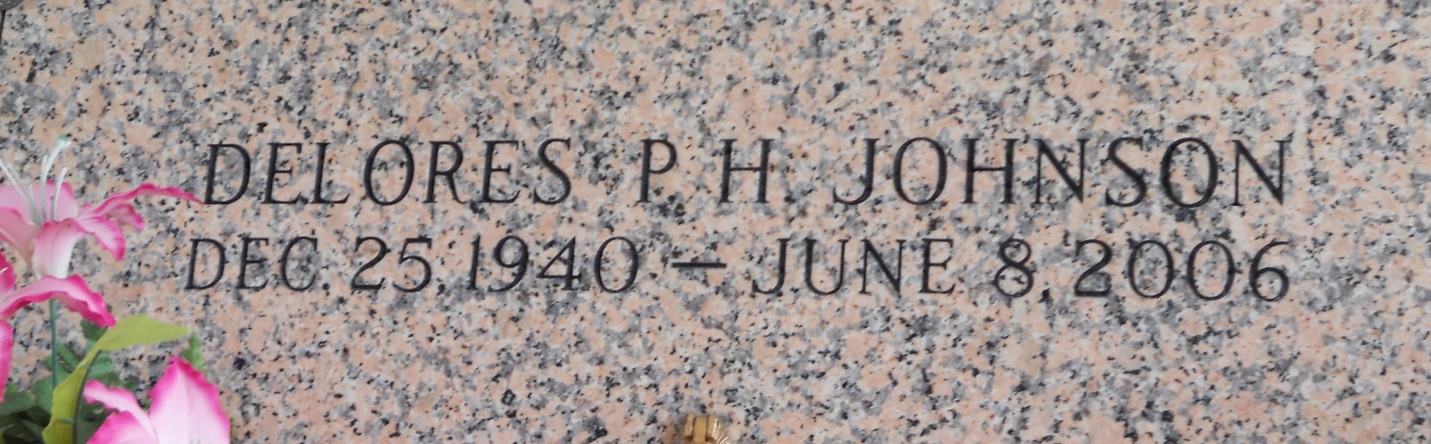 DELORES P. H. JOHNSON
DEC. 25, 1940 — JUNE 8, 2006